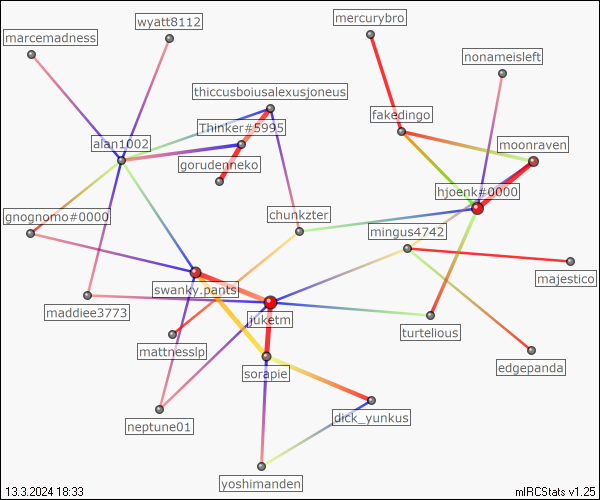 mercurybro
wyatt8112
marcemadness
nonameisleft
thiccusboiusalexusjoneus
fakedingo
Thinker#5995
alan1002
moonraven
gorudenneko
hjoenk#0000
gnognomo#0000
chunkzter
mingus4742
majestico
swanky.pants
maddiee3773
juketm
turtelious
mattnesslp
edgepanda
sorapie
dick_yunkus
neptune01
yoshimanden
13.3.2024 18:33
mIRCStats v1.25